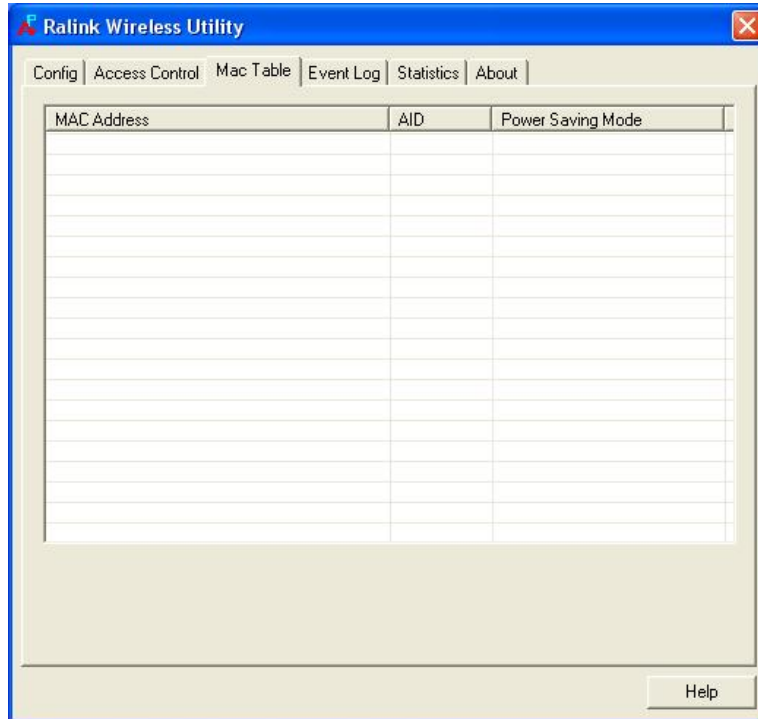 Ralink Wireless Utility
Config Access Control Mac Table Event Log Statistics About
MAC Address AID Power Saving Mode
Help